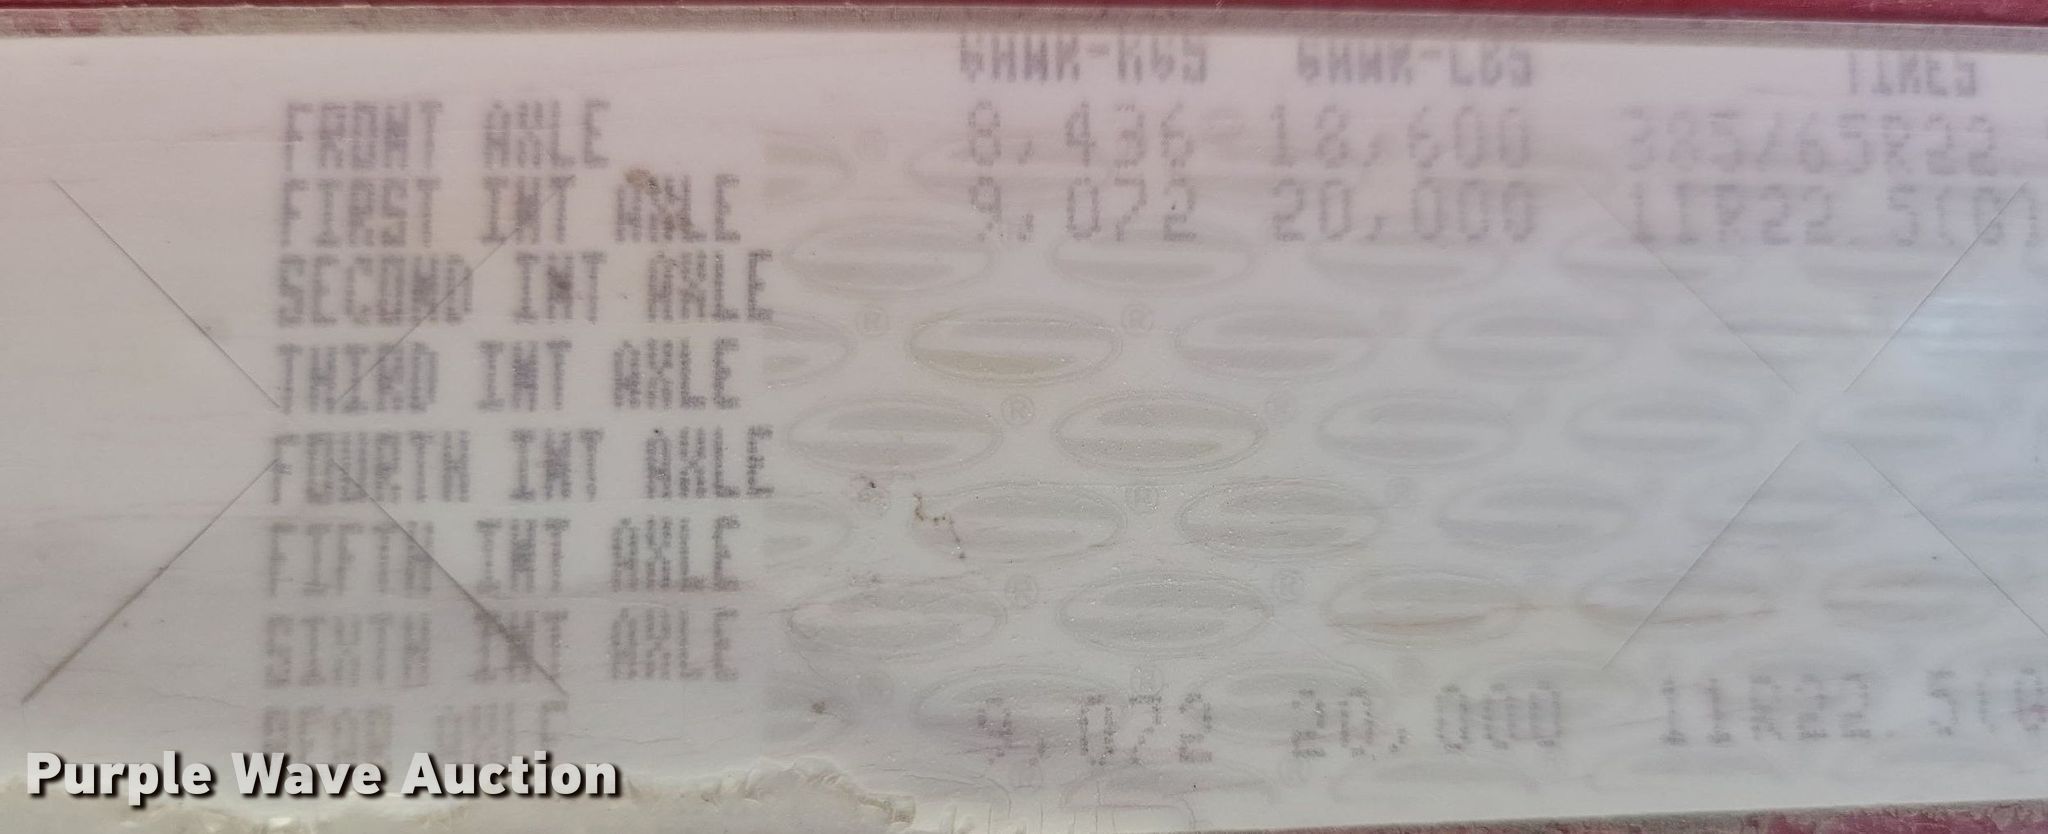 GAWR-KGS GAWR-LBS TIRES
FRONT AXLE 8,436 18,600 385/65R22.
FIRST INT AXLE 9,072 20,000 11R22.5(G)
SECOND INT AXLE
THIRD INT AXLE
FOURTH INT AXLE
FIFTH INT AXLE
SIXTH INT AXLE
REAR AXLE 9,072 20,000 11R22.5(G
Purple Wave Auction